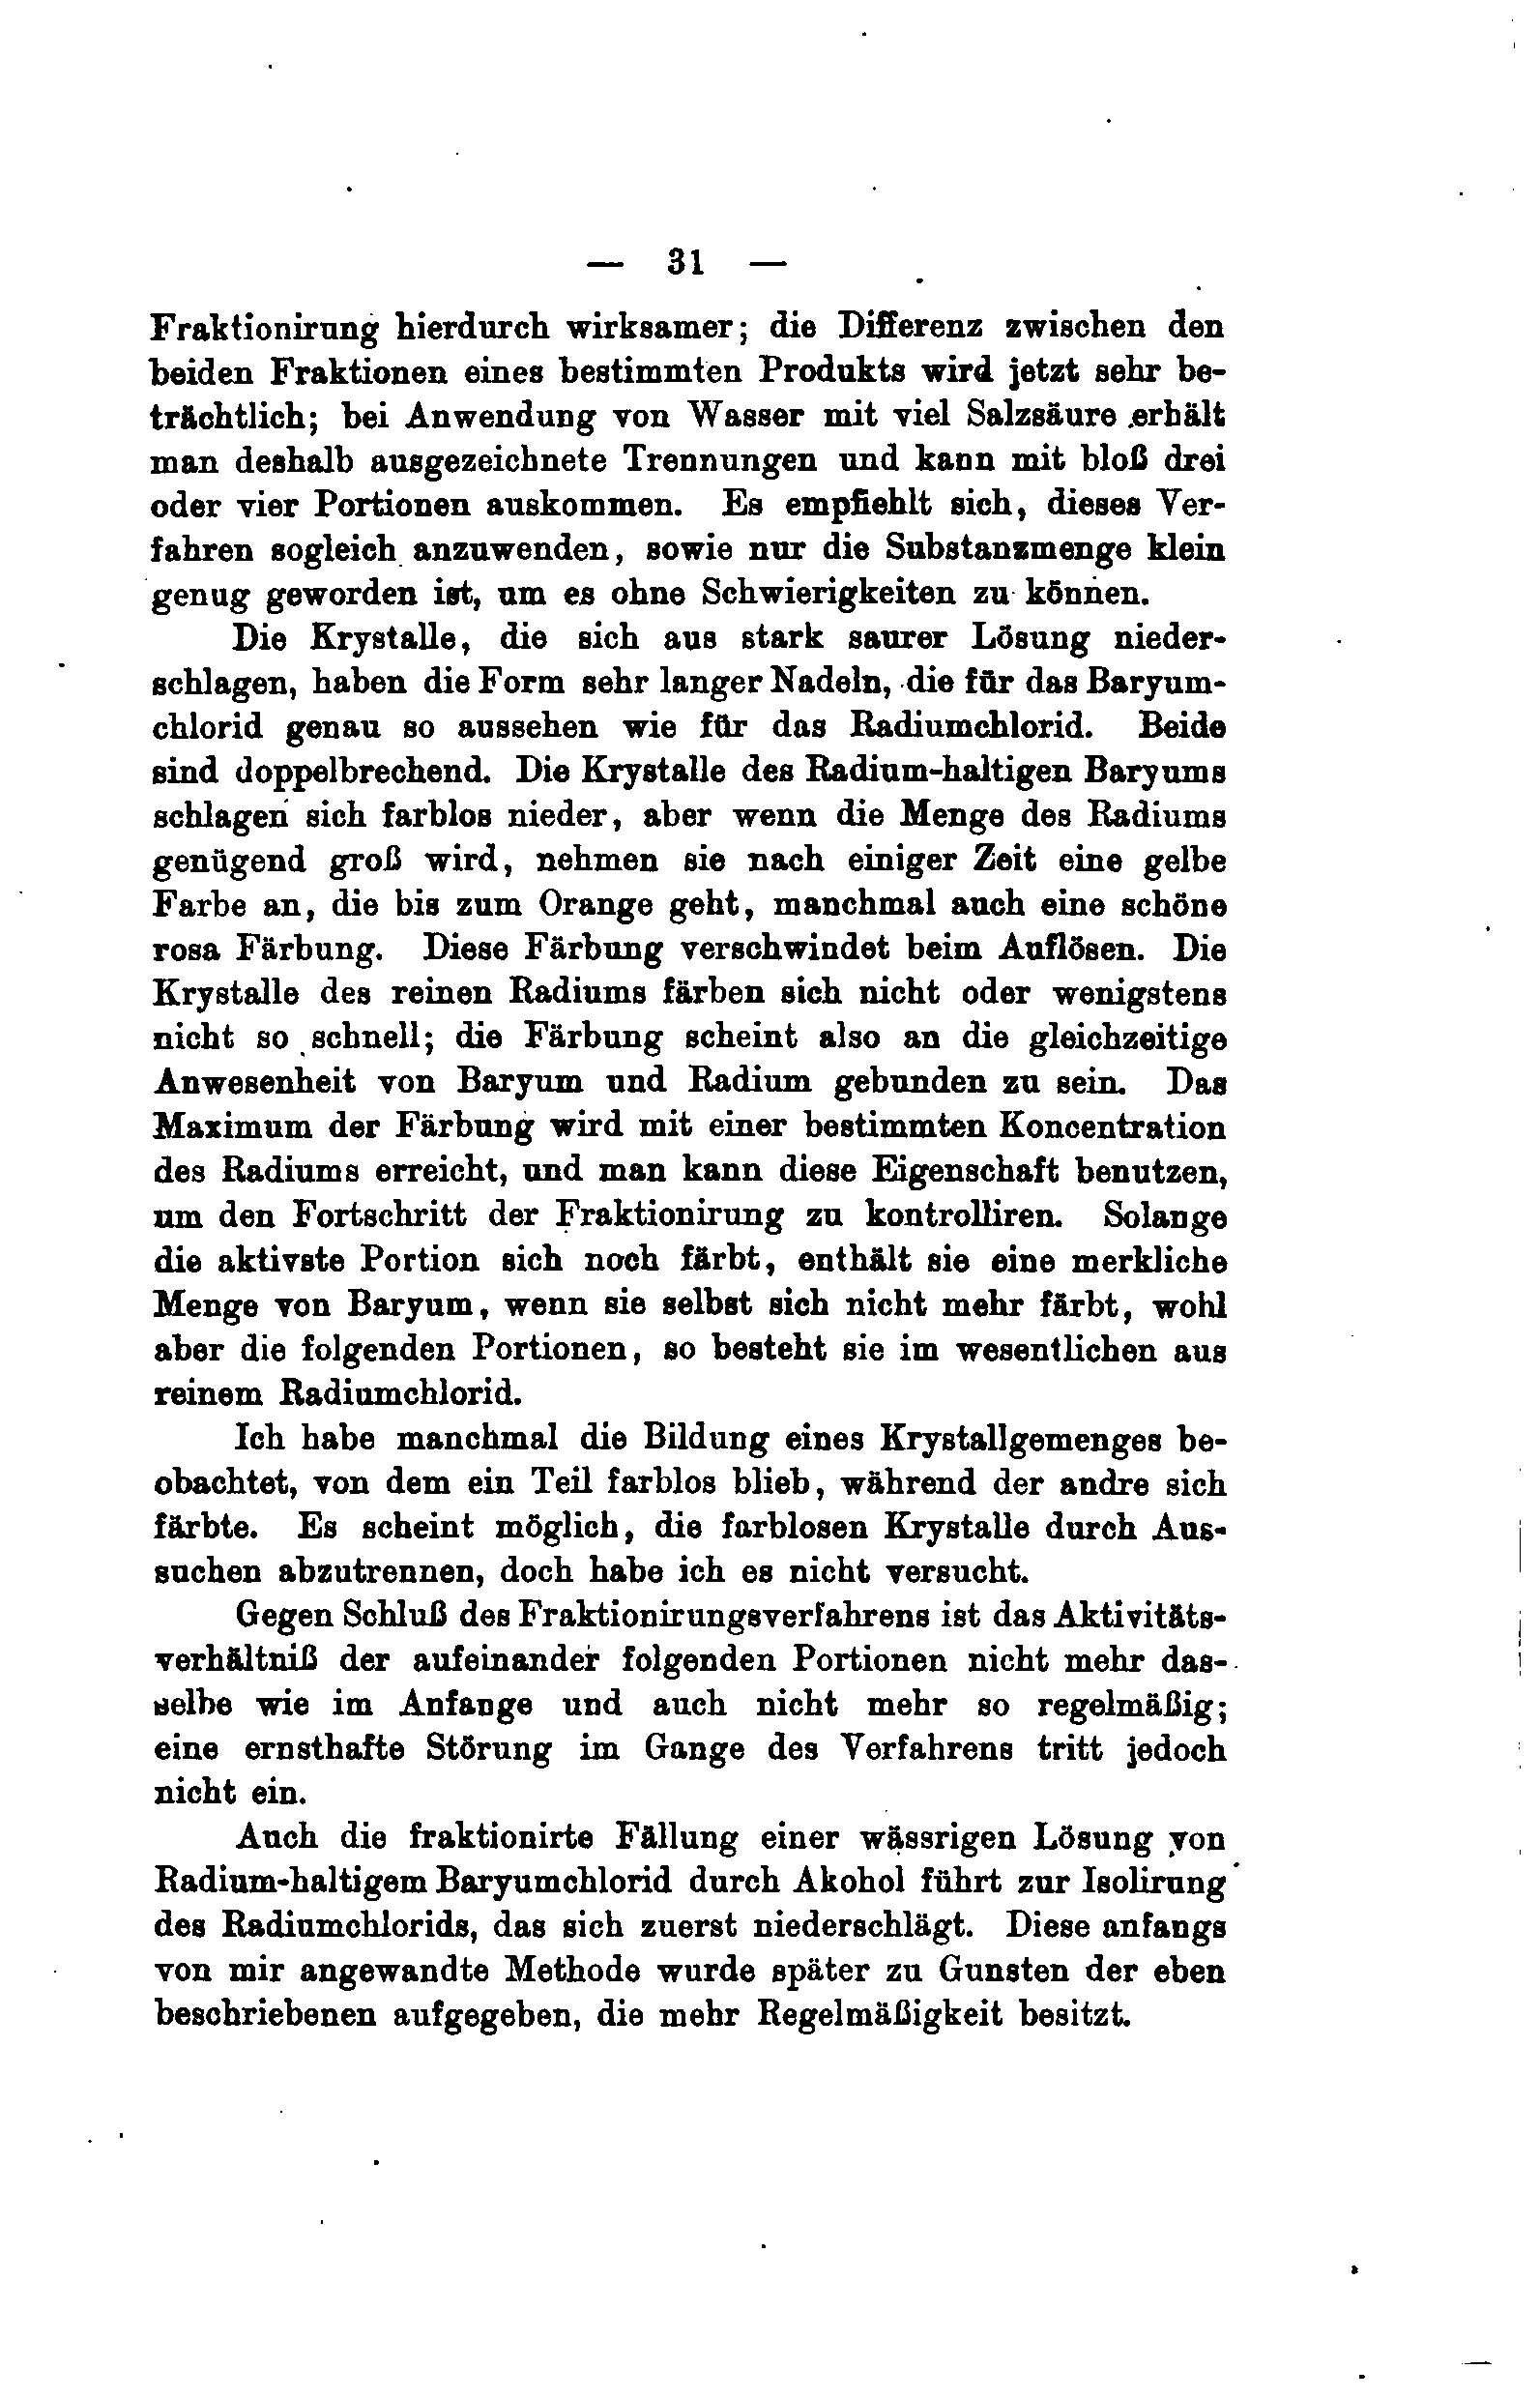 — 31 —
Fraktionirung hierdurch wirksamer; die Differenz zwischen den
beiden Fraktionen eines bestimmten Produkts wird jetzt sehr be-
trächtlich; bei Anwendung von Wasser mit viel Salzsäure erhält
man deshalb ausgezeichnete Trennungen und kann mit bloß drei
oder vier Portionen auskommen. Es empfiehlt sich, dieses Ver-
fahren sogleich anzuwenden, sowie nur die Substanzmenge klein
genug geworden ist, um es ohne Schwierigkeiten zu können.
Die Krystalle, die sich aus stark saurer Lösung nieder-
schlagen, haben die Form sehr langer Nadeln, die für das Baryum-
chlorid genau so aussehen wie für das Radiumchlorid. Beide
sind doppelbrechend. Die Krystalle des Radium-haltigen Baryums
schlagen sich farblos nieder, aber wenn die Menge des Radiums
genügend groß wird, nehmen sie nach einiger Zeit eine gelbe
Farbe an, die bis zum Orange geht, manchmal auch eine schöne
rosa Färbung. Diese Färbung verschwindet beim Auflösen. Die
Krystalle des reinen Radiums färben sich nicht oder wenigstens
nicht so schnell; die Färbung scheint also an die gleichzeitige
Anwesenheit von Baryum und Radium gebunden zu sein. Das
Maximum der Färbung wird mit einer bestimmten Koncentration
des Radiums erreicht, und man kann diese Eigenschaft benutzen,
um den Fortschritt der Fraktionirung zu kontrolliren. Solange
die aktivste Portion sich noch färbt, enthält sie eine merkliche
Menge von Baryum, wenn sie selbst sich nicht mehr färbt, wohl
aber die folgenden Portionen, so besteht sie im wesentlichen aus
reinem Radiumchlorid.
Ich habe manchmal die Bildung eines Krystallgemenges be-
obachtet, von dem ein Teil farblos blieb, während der andre sich
färbte. Es scheint möglich, die farblosen Krystalle durch Aus-
suchen abzutrennen, doch habe ich es nicht versucht.
Gegen Schluß des Fraktionirungsverfahrens ist das Aktivitäts-
verhältniß der aufeinander folgenden Portionen nicht mehr das-
selbe wie im Anfange und auch nicht mehr so regelmäßig;
eine ernsthafte Störung im Gange des Verfahrens tritt jedoch
nicht ein.
Auch die fraktionirte Fällung einer wässrigen Lösung von
Radium-haltigem Baryumchlorid durch Akohol führt zur Isolirung
des Radiumchlorids, das sich zuerst niederschlägt. Diese anfangs
von mir angewandte Methode wurde später zu Gunsten der eben
beschriebenen aufgegeben, die mehr Regelmäßigkeit besitzt.